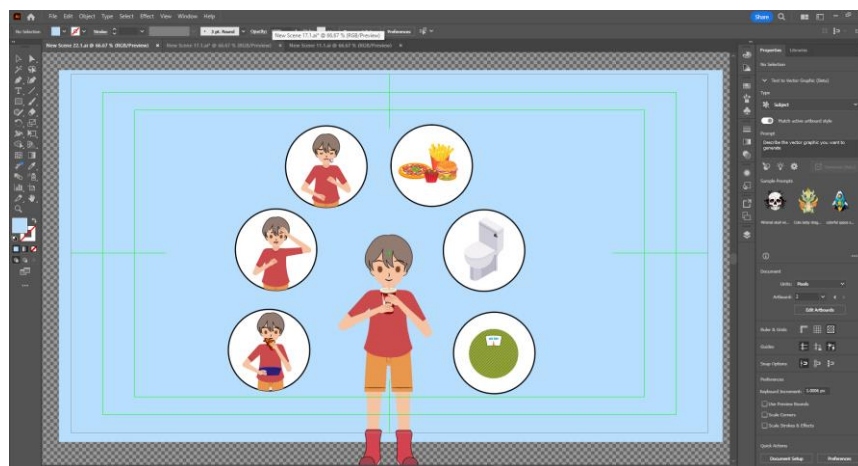 File Edit Object Type Select Effect View Window Help
Share
No Selection
Stroke:
3 pt. Round
Opacity:
Preferences
New Scene 17.1.ai* @ 66.67 % (RGB/Preview)
New Scene 22.1.ai @ 66.67 % (RGB/Preview)
New Scene 17.1.ai* @ 66.67 % (RGB/Preview)
New Scene 11.1.ai @ 66.67 % (RGB/Preview)
Properties
Libraries
No Selection
Text to Vector Graphic (Beta)
Type
Subject
Match active artboard style
Prompt
Describe the vector graphic you want to
generate
Sample Prompts
Document
Units:
Pixels
Artboard:
Edit Artboards
Ruler & Grids
Guides
Snap Options
Preferences
Keyboard Increment:
Use Preview Bounds
Scale Corners
Scale Strokes & Effects
Quick Actions
Document Setup
Preferences